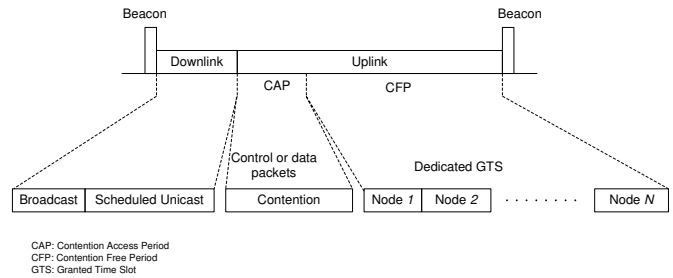 Beacon
Beacon
Downlink
Uplink
CAP
CFP
Control or data
packets
Dedicated GTS
Broadcast
Scheduled Unicast
Contention
Node 1
Node 2
. . . . . . . .
Node N
CAP: Contention Access Period
CFP: Contention Free Period
GTS: Granted Time Slot